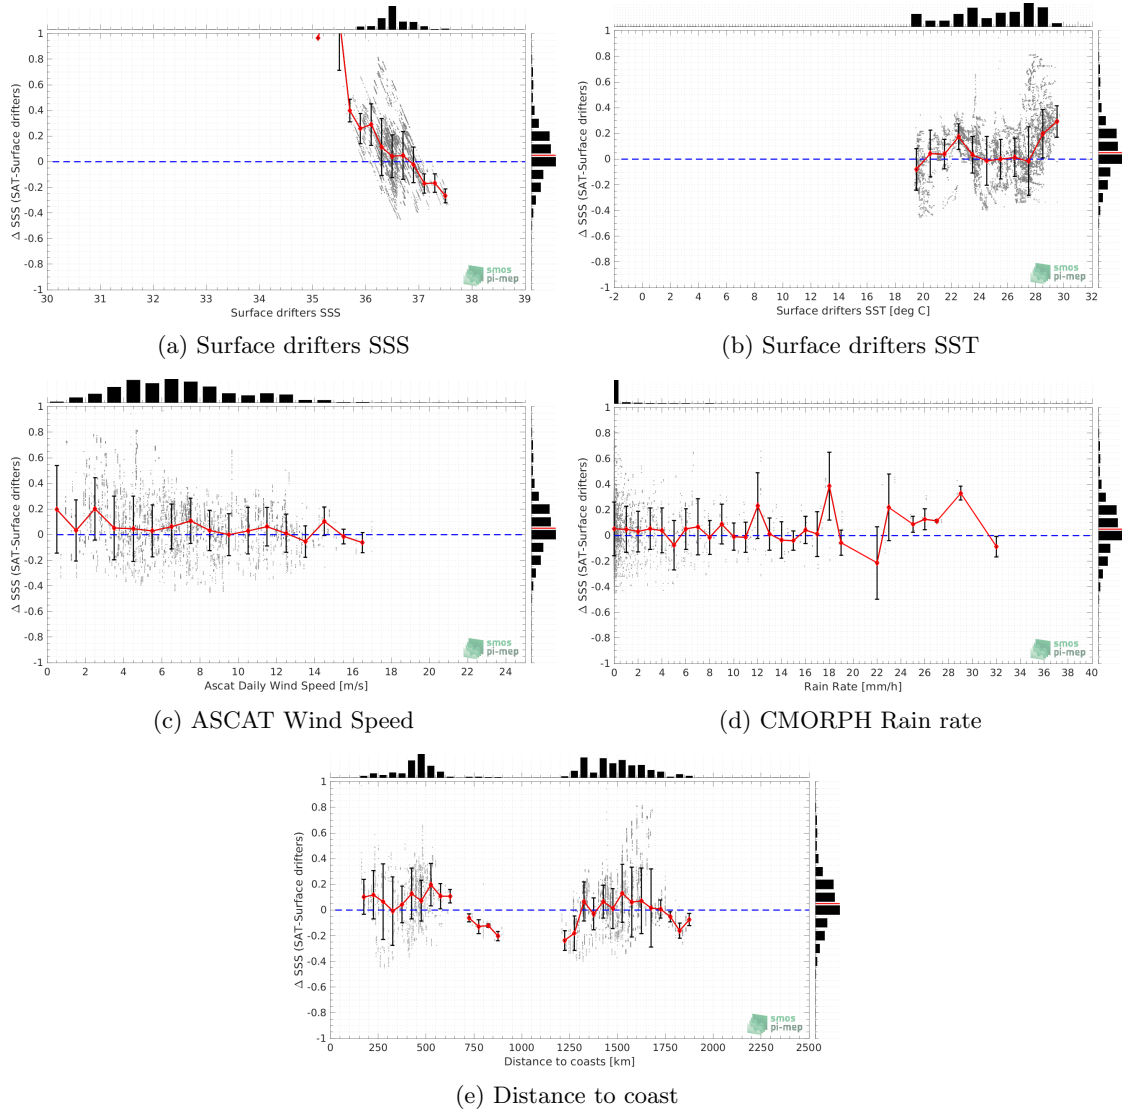 1
0.8
0.6
0.4
0.2
0
-0.2
-0.4
-0.6
-0.8
-1
Δ SSS (SAT-Surface drifters)
30 31 32 33 34 35 36 37 38 39
Surface drifters SSS
smos
pi-mep
(a) Surface drifters SSS
1
0.8
0.6
0.4
0.2
0
-0.2
-0.4
-0.6
-0.8
-1
Δ SSS (SAT-Surface drifters)
-2 0 2 4 6 8 10 12 14 16 18 20 22 24 26 28 30 32
Surface drifters SST [deg C]
smos
pi-mep
(b) Surface drifters SST
1
0.8
0.6
0.4
0.2
0
-0.2
-0.4
-0.6
-0.8
-1
Δ SSS (SAT-Surface drifters)
0 2 4 6 8 10 12 14 16 18 20 22 24
Ascat Daily Wind Speed [m/s]
smos
pi-mep
(c) ASCAT Wind Speed
1
0.8
0.6
0.4
0.2
0
-0.2
-0.4
-0.6
-0.8
-1
Δ SSS (SAT-Surface drifters)
0 2 4 6 8 10 12 14 16 18 20 22 24 26 28 30 32 34 36 38 40
Rain Rate [mm/h]
smos
pi-mep
(d) CMORPH Rain rate
1
0.8
0.6
0.4
0.2
0
-0.2
-0.4
-0.6
-0.8
-1
Δ SSS (SAT-Surface drifters)
0 250 500 750 1000 1250 1500 1750 2000 2250 2500
Distance to coasts [km]
smos
pi-mep
(e) Distance to coast